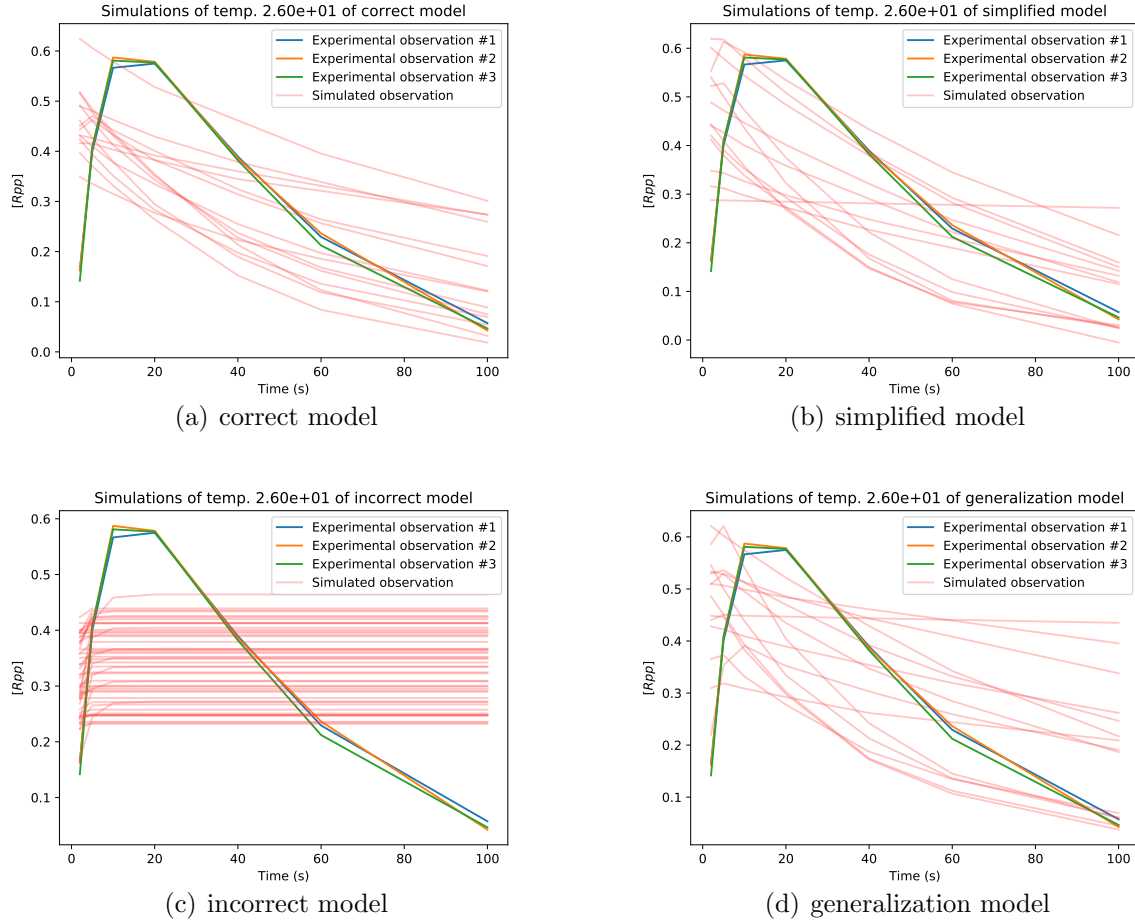 Simulations of temp. 2.60e+01 of correct model
Experimental observation #1
Experimental observation #2
Experimental observation #3
Simulated observation
0.6
0.5
0.4
0.3
0.2
0.1
0.0
[Rpp]
0 20 40 60 80 100
Time (s)
(a) correct model
Simulations of temp. 2.60e+01 of simplified model
Experimental observation #1
Experimental observation #2
Experimental observation #3
Simulated observation
0.6
0.5
0.4
0.3
0.2
0.1
0.0
[Rpp]
0 20 40 60 80 100
Time (s)
(b) simplified model
Simulations of temp. 2.60e+01 of incorrect model
Experimental observation #1
Experimental observation #2
Experimental observation #3
Simulated observation
0.6
0.5
0.4
0.3
0.2
0.1
[Rpp]
0 20 40 60 80 100
Time (s)
(c) incorrect model
Simulations of temp. 2.60e+01 of generalization model
Experimental observation #1
Experimental observation #2
Experimental observation #3
Simulated observation
0.6
0.5
0.4
0.3
0.2
0.1
[Rpp]
0 20 40 60 80 100
Time (s)
(d) generalization model